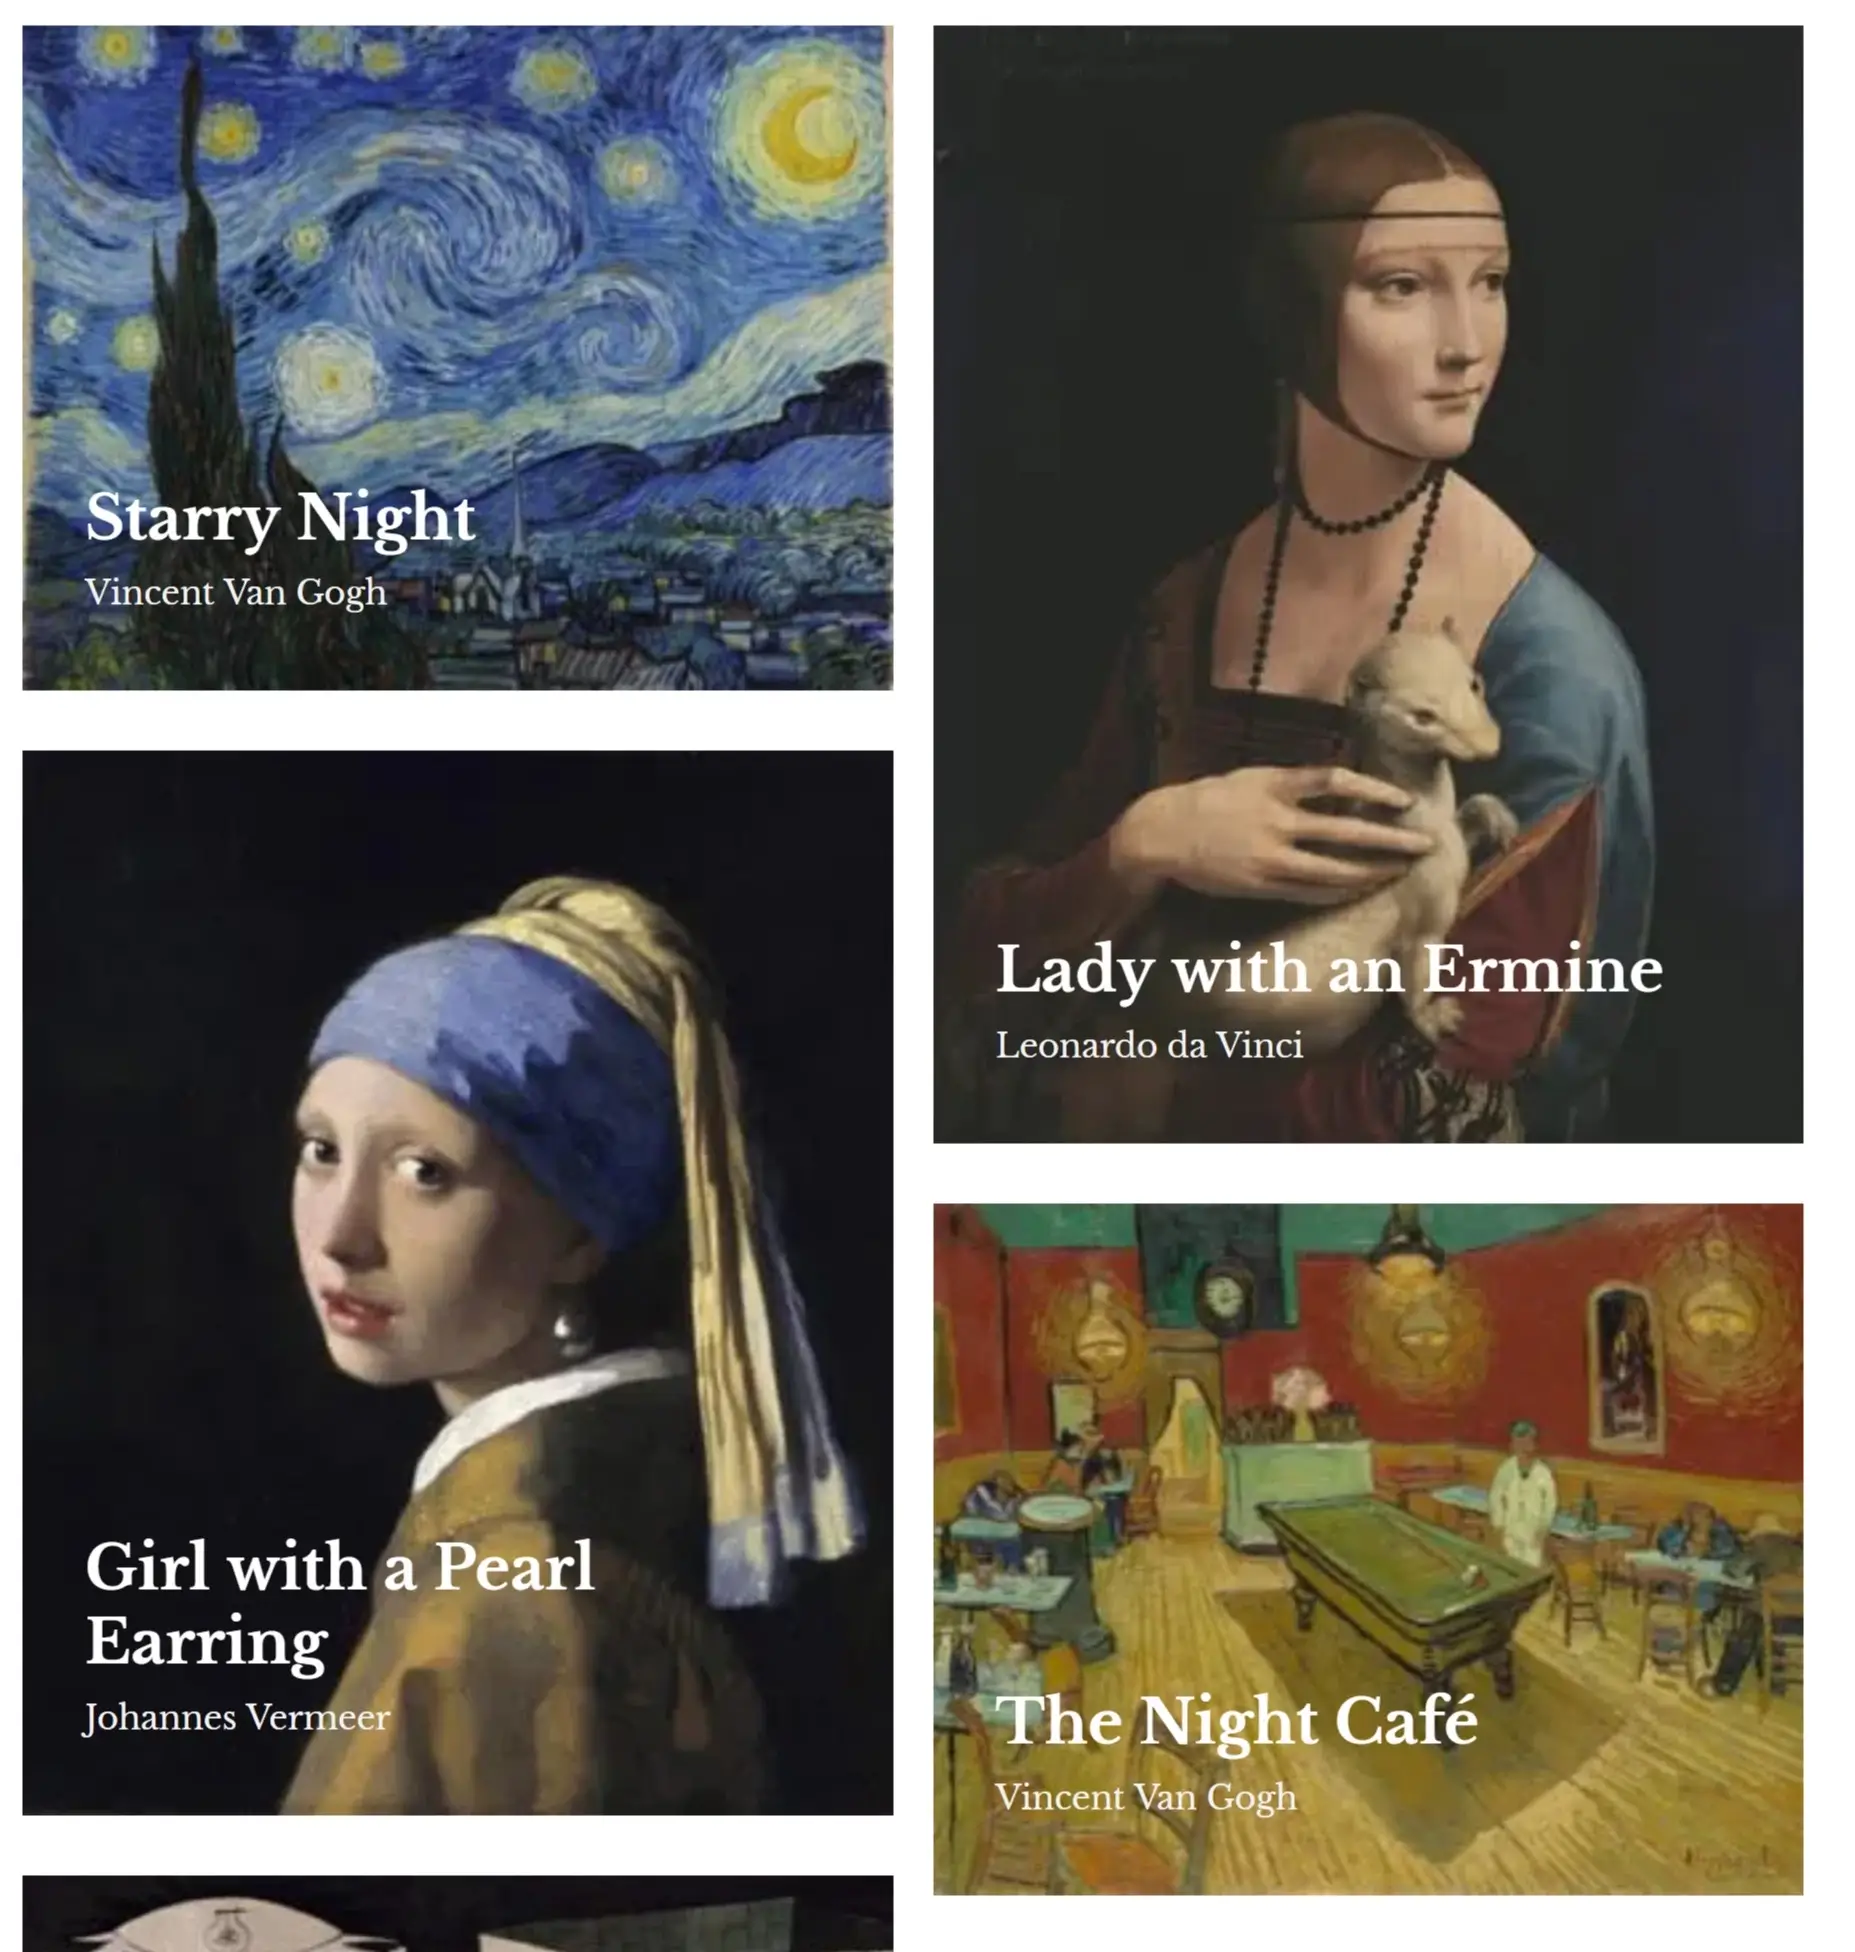 Starry Night
Vincent Van Gogh
Lady with an Ermine
Leonardo da Vinci
Girl with a Pearl
Earring
Johannes Vermeer
The Night Café
Vincent Van Gogh